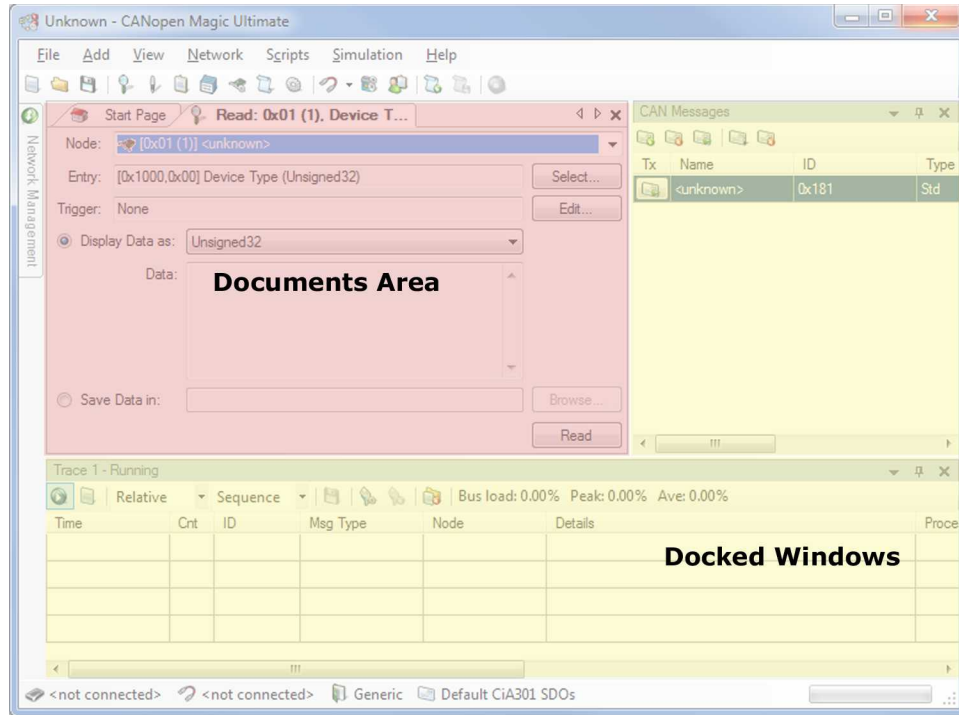 Unknown - CANopen Magic Ultimate
File Add View Network Scripts Simulation Help
Network Management
Start Page Read: 0x01 (1), Device T...
Node: [0x01 (1)] <unknown>
Entry: [0x1000,0x00] Device Type (Unsigned32) Select...
Trigger: None Edit...
Display Data as: Unsigned32
Data:
Documents Area
Save Data in: Browse...
Read
CAN Messages
Tx Name ID Type
<unknown> 0x181 Std
Trace 1 - Running
Relative Sequence Bus load: 0.00% Peak: 0.00% Ave: 0.00%
Time Cnt ID Msg Type Node Details Proce
Docked Windows
<not connected> <not connected> Generic Default CiA301 SDOs